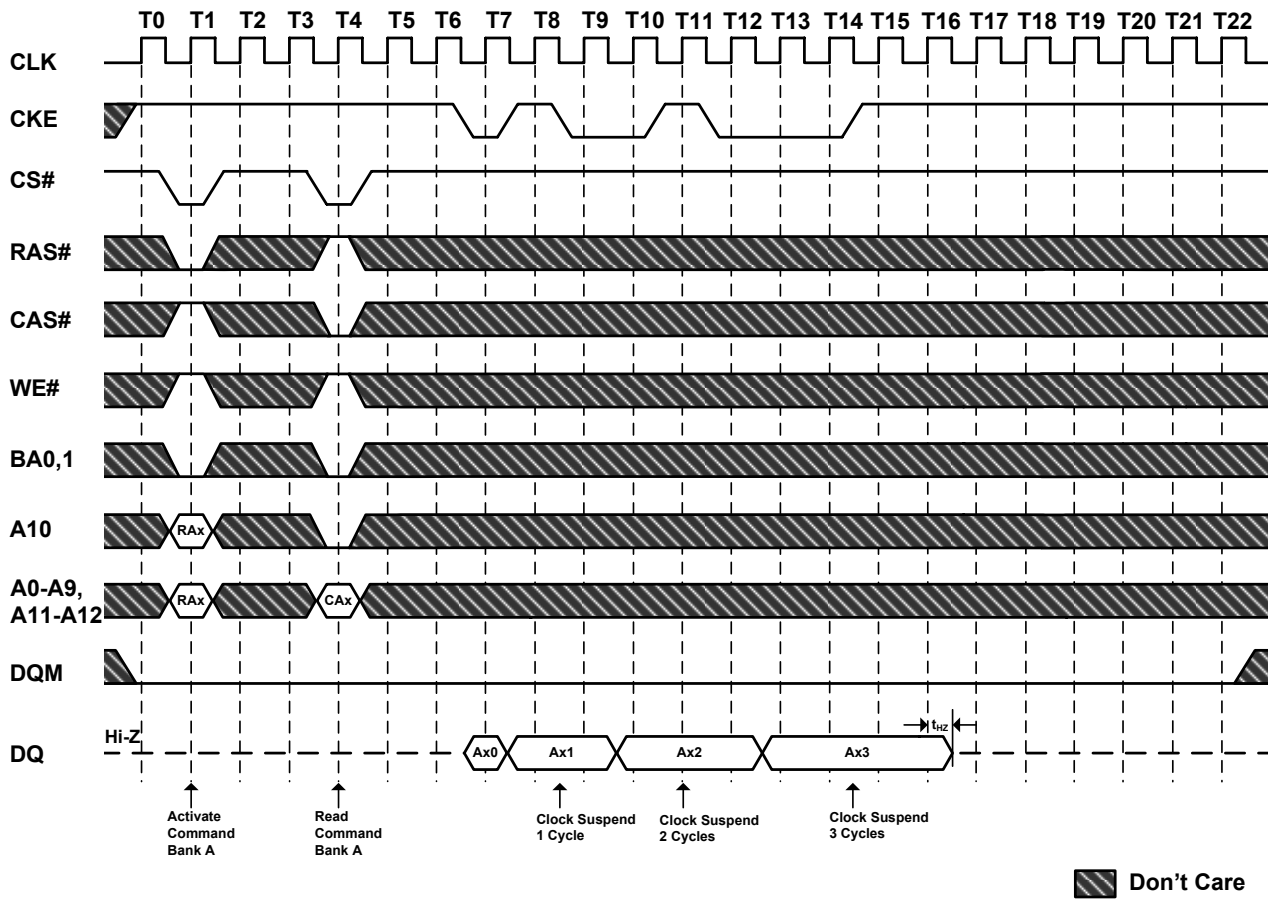 T0 T1 T2 T3 T4 T5 T6 T7 T8 T9 T10 T11 T12 T13 T14 T15 T16 T17 T18 T19 T20 T21 T22
CLK
CKE
CS#
RAS#
CAS#
WE#
BA0,1
A10
RAx
A0-A9,
A11-A12
RAx
CAx
DQM
tHZ
Hi-Z
DQ
Ax0
Ax1
Ax2
Ax3
Activate
Command
Bank A
Read
Command
Bank A
Clock Suspend
1 Cycle
Clock Suspend
2 Cycles
Clock Suspend
3 Cycles
Don't Care